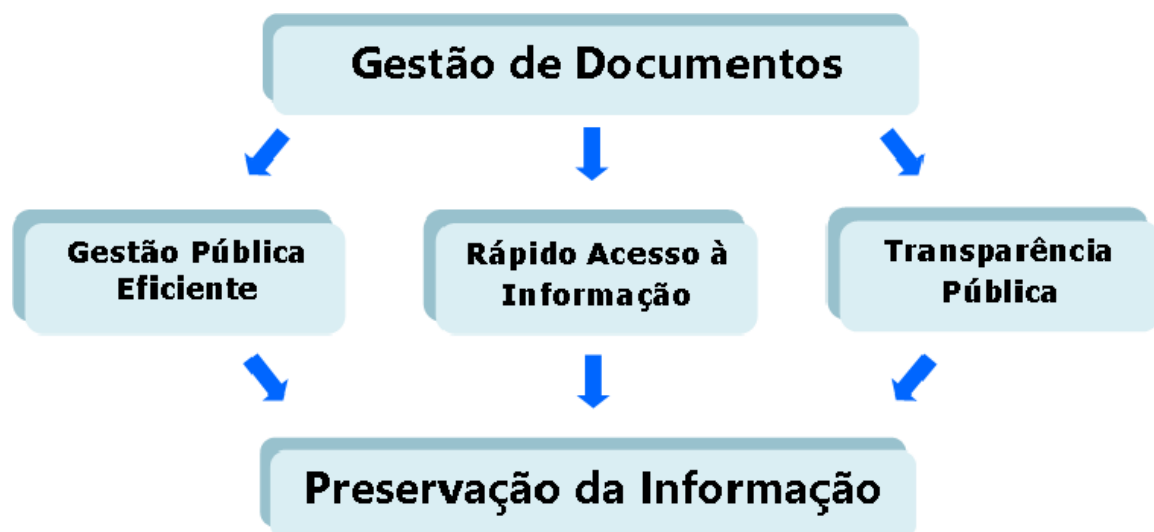 Gestão de Documentos
Gestão Pública
Eficiente
Rápido Acesso à
Informação
Transparência
Pública
Preservação da Informação